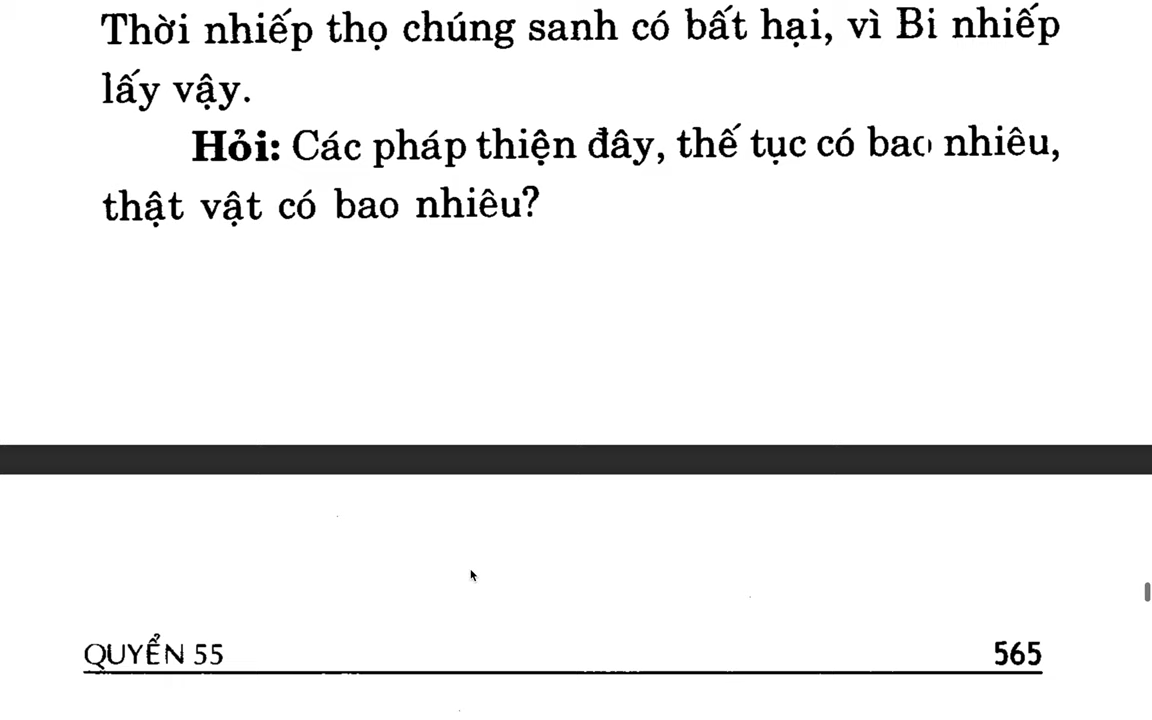 Thời nhiếp thọ chúng sanh có bất hại, vì Bi nhiếp
lấy vậy.
Hỏi: Các pháp thiện đây, thế tục có bao nhiêu,
thật vật có bao nhiêu?
QUYỂN 55 565